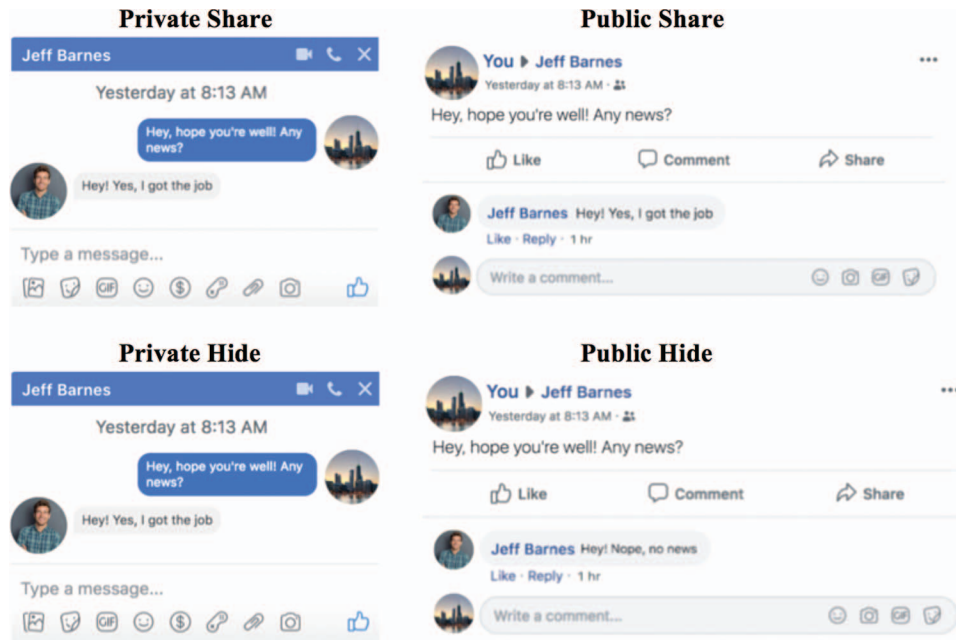 Private Share
Jeff Barnes
Yesterday at 8:13 AM
Hey, hope you're well! Any
news?
Hey! Yes, I got the job
Type a message...
GIF
$
Public Share
You Jeff Barnes
Yesterday at 8:13 AM ·
Hey, hope you're well! Any news?
Like Comment Share
Jeff Barnes Hey! Yes, I got the job
Like · Reply · 1 hr
Write a comment...
GIF
Private Hide
Jeff Barnes
Yesterday at 8:13 AM
Hey, hope you're well! Any
news?
Hey! Yes, I got the job
Type a message...
GIF
$
Public Hide
You Jeff Barnes
Yesterday at 8:13 AM ·
Hey, hope you're well! Any news?
Like Comment Share
Jeff Barnes Hey! Nope, no news
Like · Reply · 1 hr
Write a comment...
GIF